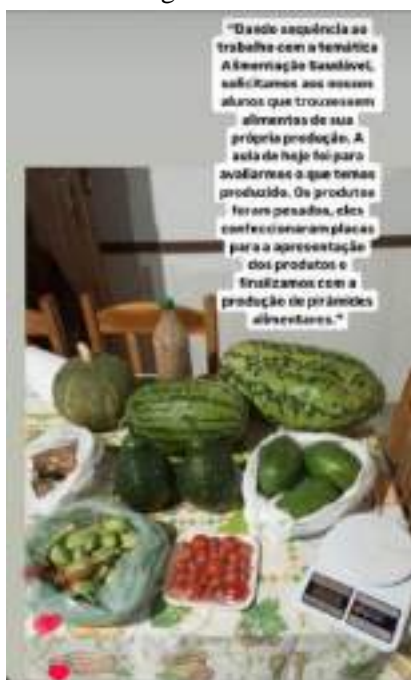 "Dando sequência ao
trabalho com a temática
Alimentação Saudável,
solicitamos aos nossos
alunos que trouxessem
alimentos de sua
própria produção. A
aula de hoje foi para
avaliarmos o que temos
produzido. Os produtos
foram pesados, eles
confeccionaram placas
para a apresentação
dos produtos e
finalizamos com a
produção de pirâmides
alimentares."